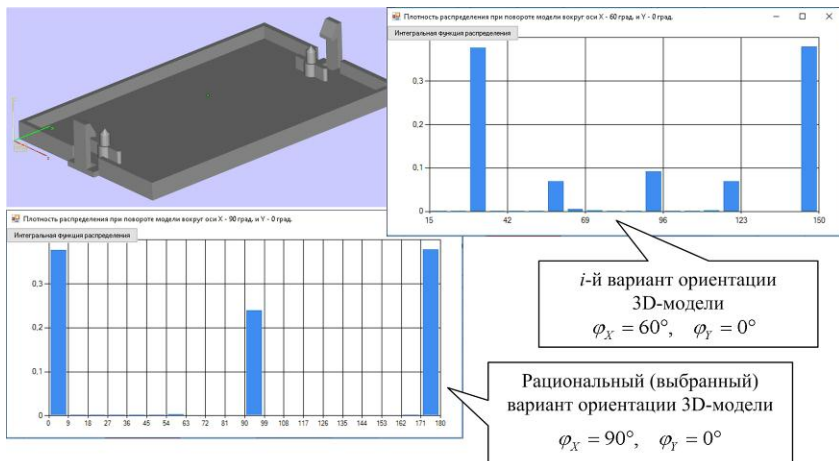 Плотность распределения при повороте модели вокруг оси X - 60 град. и Y - 0 град.
Интегральная функция распределения
0,3
0,2
0,1
0
15 42 69 96 123 150
Плотность распределения при повороте модели вокруг оси X - 90 град. и Y - 0 град.
Интегральная функция распределения
0,3
0,2
0,1
0
0 9 18 27 36 45 54 61 72 81 90 99 108 117 126 135 144 153 162 171 180
i-й вариант ориентации
3D-модели
φX = 60°, φY = 0°
Рациональный (выбранный)
вариант ориентации 3D-модели
φX = 90°, φY = 0°